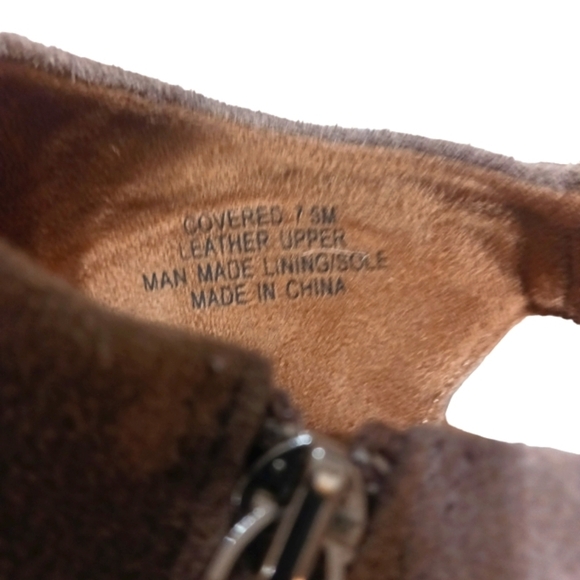 COVERED 7.5M
LEATHER UPPER
MAN MADE LINING/SOLE
MADE IN CHINA